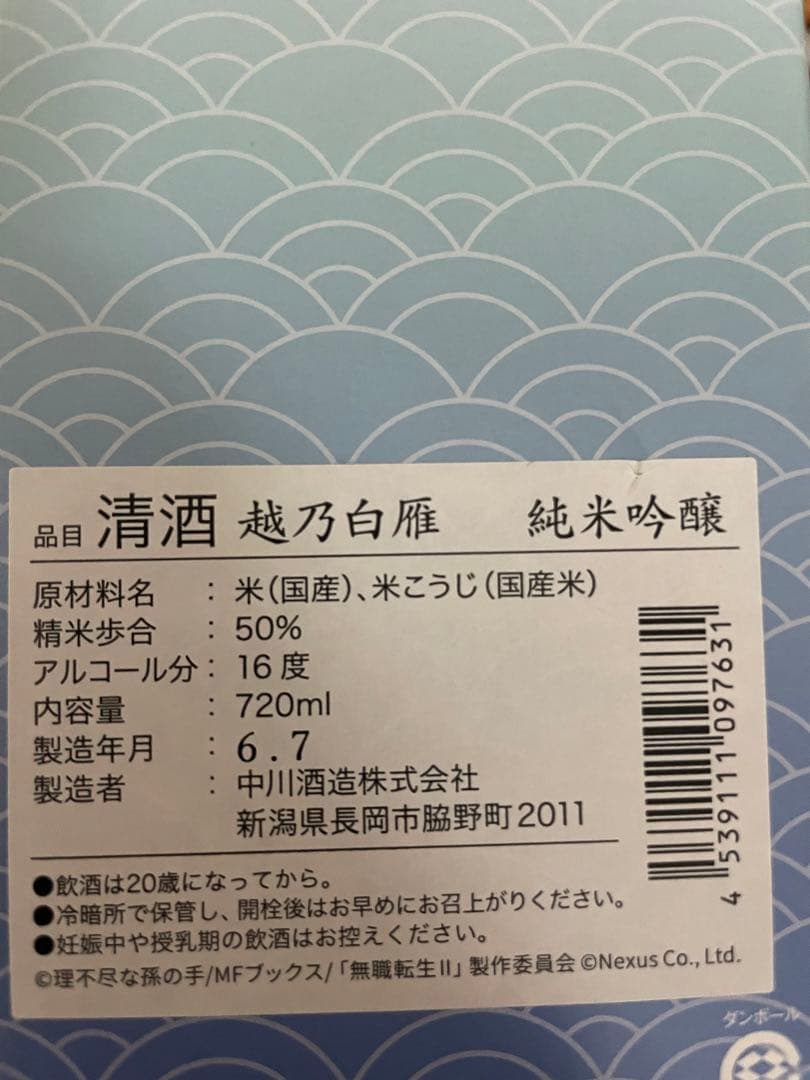 品目 清酒 越乃白雁 純米吟醸
原材料名 : 米(国産)、米こうじ(国産米)
精米歩合 : 50%
アルコール分 : 16度
内容量 : 720ml
製造年月 : 6.7
製造者 : 中川酒造株式会社
新潟県長岡市脇野町2011
4 539111 097631
●飲酒は20歳になってから。
●冷暗所で保管し、開栓後はお早めにお召上がりください。
●妊娠中や授乳期の飲酒はお控えください。
©理不尽な孫の手/MFブックス/「無職転生II」製作委員会 ©Nexus Co., Ltd.
ダンボール